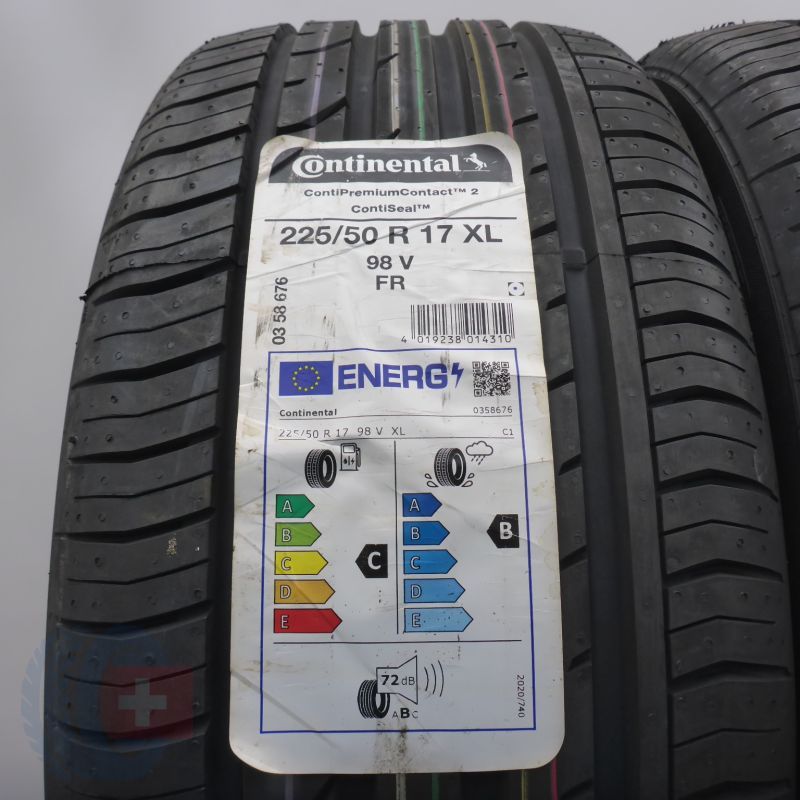 Continental
ContiPremiumContact™ 2
ContiSeal™
225/50 R 17 XL
98 V
FR
03 58 676
4 019238 014310
ENERG
Continental 0358676
225/50 R 17 98 V XL C1
A A
B B B
C C C
D D
E E
72 dB
ABC
2020/740